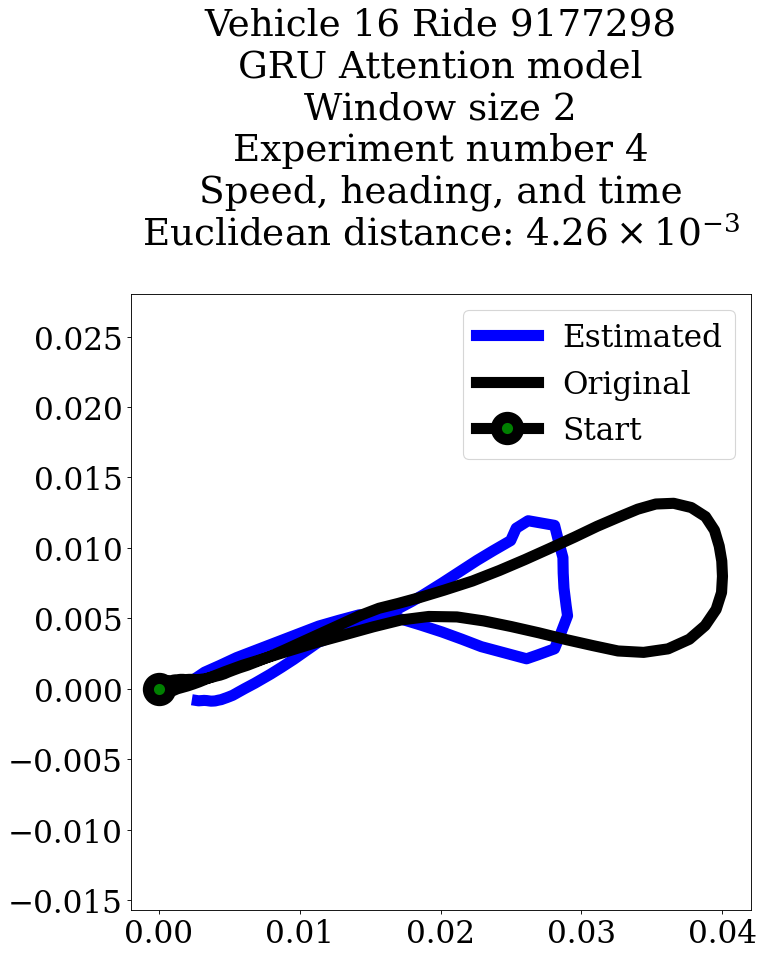 Vehicle 16 Ride 9177298
GRU Attention model
Window size 2
Experiment number 4
Speed, heading, and time
Euclidean distance: 4.26 × 10⁻³
Estimated
Original
Start
0.025
0.020
0.015
0.010
0.005
0.000
−0.005
−0.010
−0.015
0.00 0.01 0.02 0.03 0.04